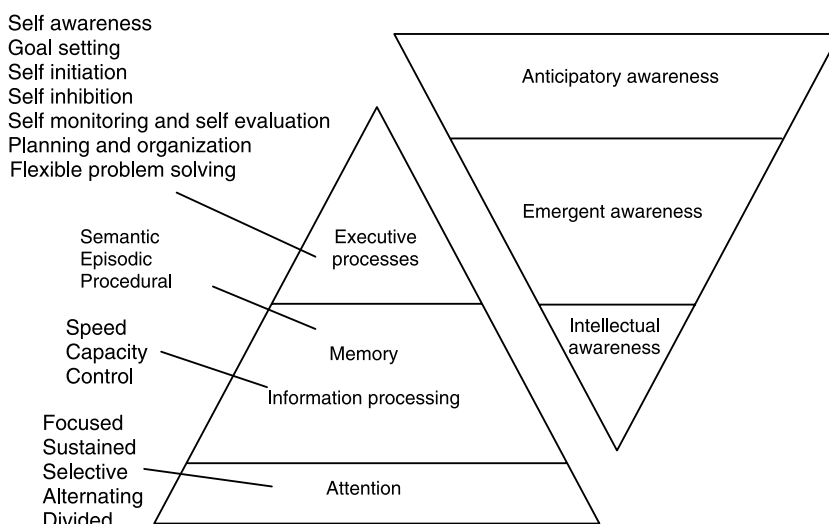 Self awareness
Goal setting
Self initiation
Self inhibition
Self monitoring and self evaluation
Planning and organization
Flexible problem solving
Semantic
Episodic
Procedural
Speed
Capacity
Control
Focused
Sustained
Selective
Alternating
Divided
Executive
processes
Memory
Information processing
Attention
Anticipatory awareness
Emergent awareness
Intellectual
awareness